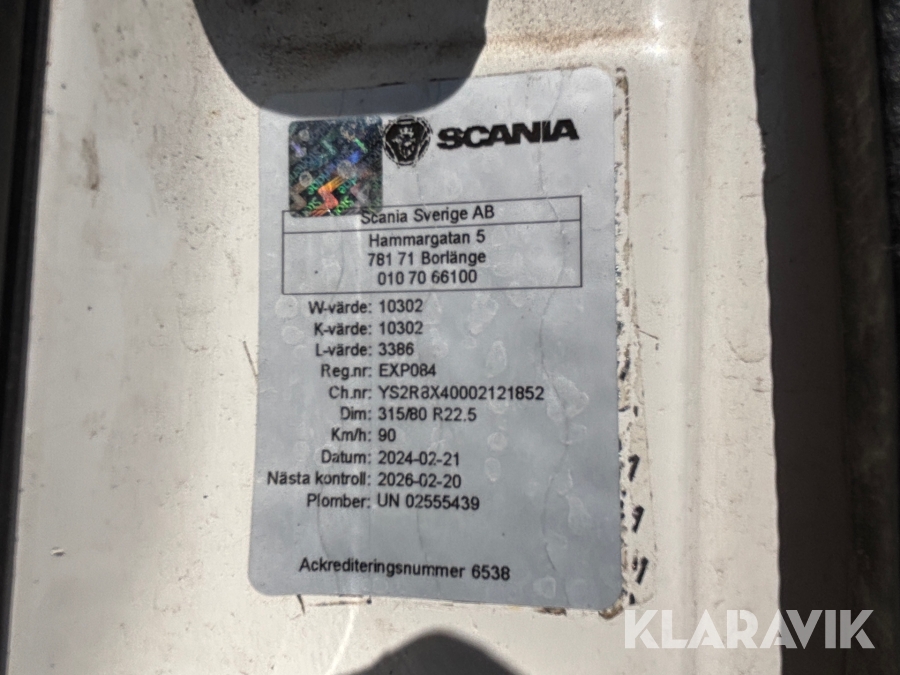 SCANIA
Scania Sverige AB
Hammargatan 5
781 71 Borlänge
010 70 66100
W-värde: 10302
K-värde: 10302
L-värde: 3386
Reg.nr: EXP084
Ch.nr: YS2R8X40002121852
Dim: 315/80 R22.5
Km/h: 90
Datum: 2024-02-21
Nästa kontroll: 2026-02-20
Plomber: UN 02555439
Ackrediteringsnummer 6538
KLARAVIK